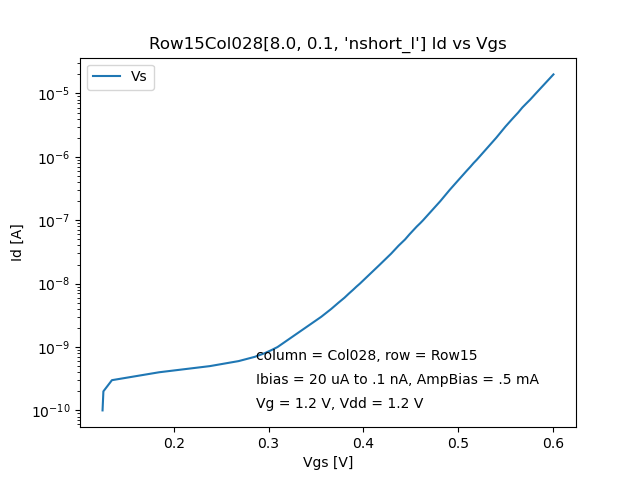 Row15Col028[8.0, 0.1, 'nshort_l'] Id vs Vgs
Vs
10⁻⁵
10⁻⁶
10⁻⁷
10⁻⁸
10⁻⁹
10⁻¹⁰
Id [A]
column = Col028, row = Row15
Ibias = 20 uA to .1 nA, AmpBias = .5 mA
Vg = 1.2 V, Vdd = 1.2 V
0.2 0.3 0.4 0.5 0.6
Vgs [V]